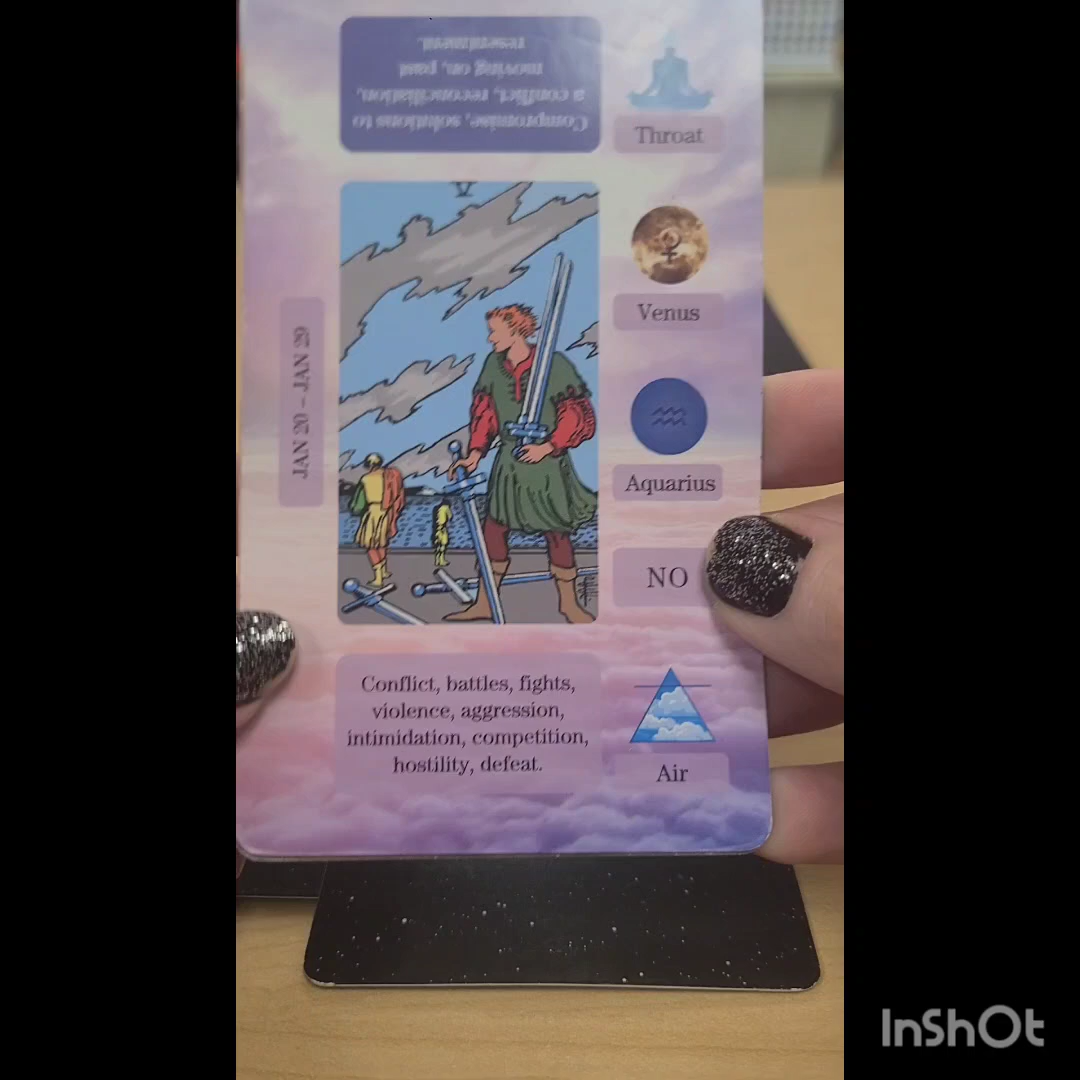 Compromise, solutions to
a conflict, reconciliation,
moving on, past
resentment.
Throat
V
Venus
JAN 20 – JAN 29
Aquarius
NO
Conflict, battles, fights,
violence, aggression,
intimidation, competition,
hostility, defeat.
Air
InShOt